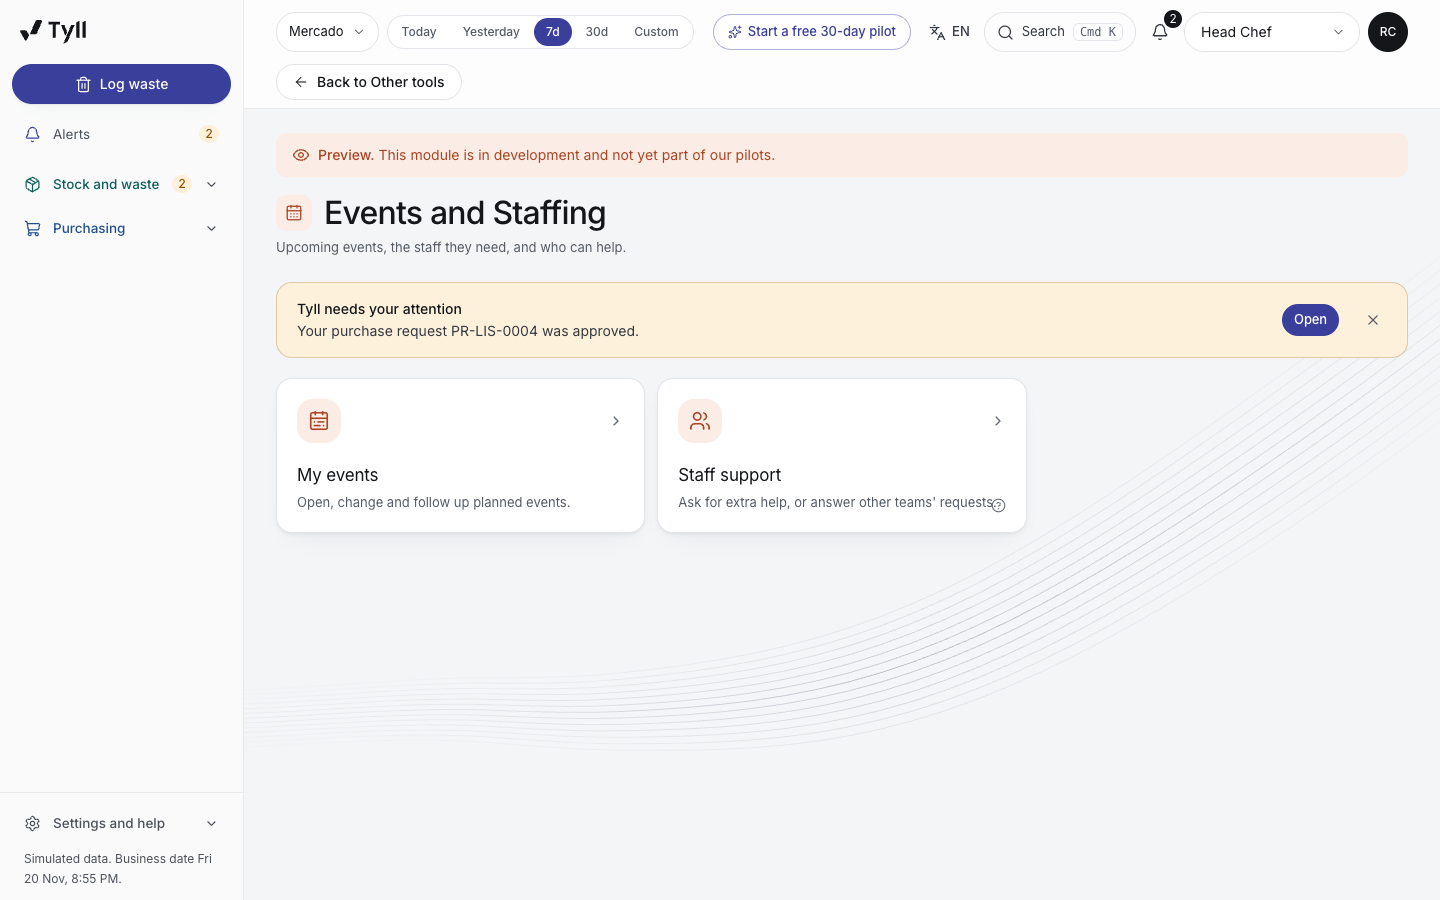 Tyll
Log waste
Alerts 2
Stock and waste 2
Purchasing
Settings and help
Simulated data. Business date Fri
20 Nov, 8:55 PM.
Mercado
Today Yesterday 7d 30d Custom
Start a free 30-day pilot
EN
Search Cmd K
2
Head Chef
RC
Back to Other tools
Preview. This module is in development and not yet part of our pilots.
Events and Staffing
Upcoming events, the staff they need, and who can help.
Tyll needs your attention
Your purchase request PR-LIS-0004 was approved.
Open
My events
Open, change and follow up planned events.
Staff support
Ask for extra help, or answer other teams' requests.